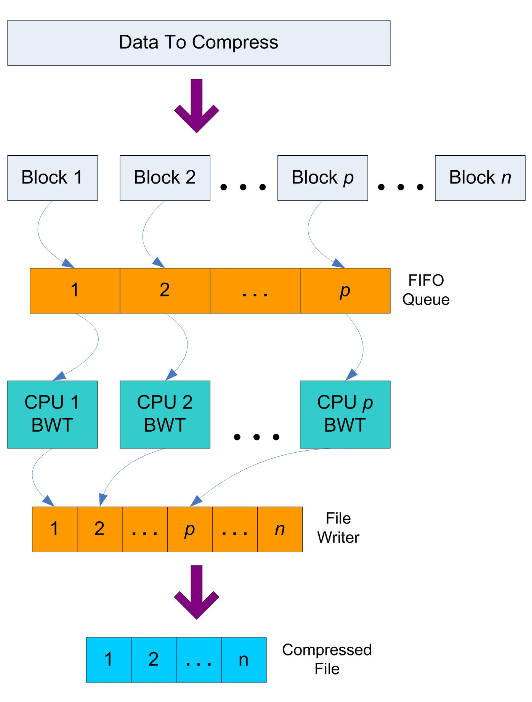 Data To Compress
Block 1 Block 2 • • • Block p • • • Block n
1 2 . . . p
FIFO
Queue
CPU 1 CPU 2 CPU p
BWT BWT • • • BWT
1 2 . . . p . . . n
File
Writer
1 2 . . . n
Compressed
File